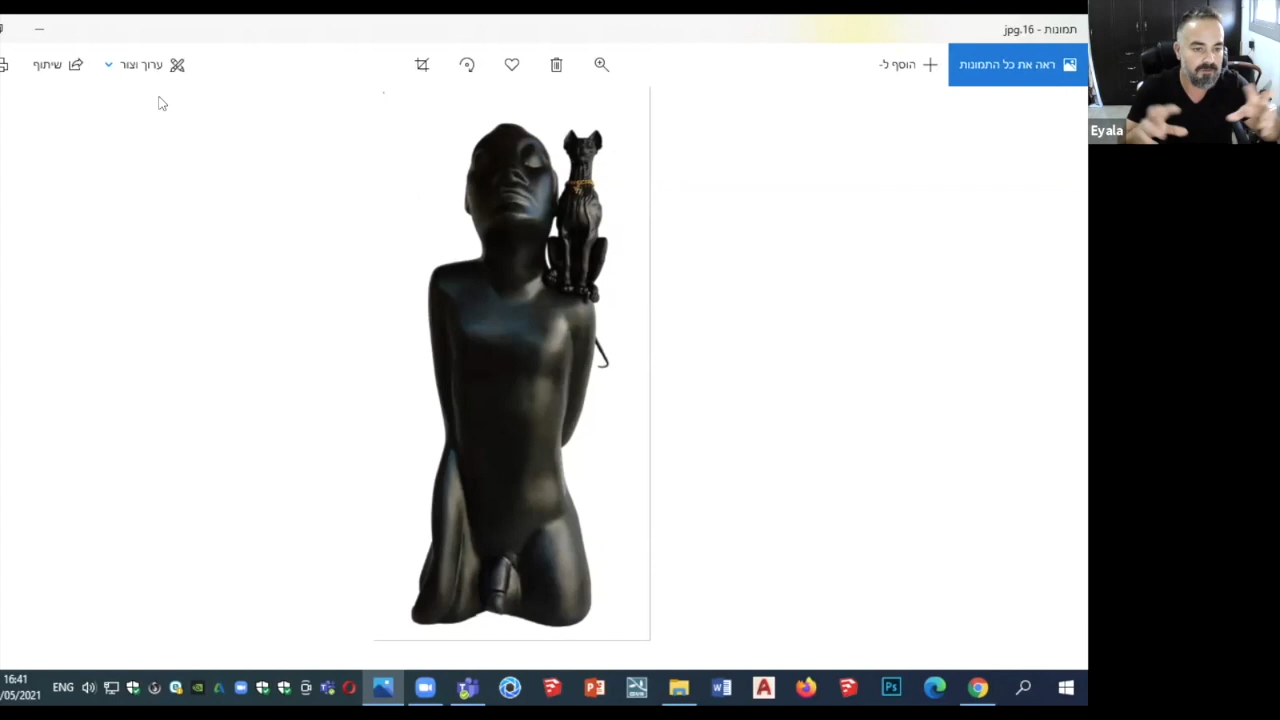 תמונות - 16.jpg
ראה את כל התמונות
הוסף ל-
ערוך וצור
שיתוף
Eyala
16:41
/05/2021
ENG